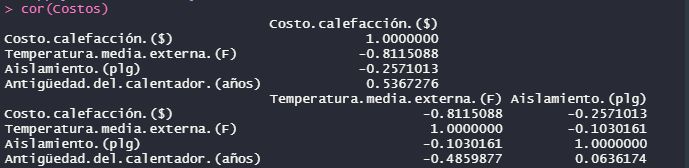 > cor(Costos)
Costo.calefacción.($)
Costo.calefacción.($) 1.0000000
Temperatura.media.externa.(F) -0.8115088
Aislamiento.(plg) -0.2571013
Antigüedad.del.calentador.(años) 0.5367276
Temperatura.media.externa.(F) Aislamiento.(plg)
Costo.calefacción.($) -0.8115088 -0.2571013
Temperatura.media.externa.(F) 1.0000000 -0.1030161
Aislamiento.(plg) -0.1030161 1.0000000
Antigüedad.del.calentador.(años) -0.4859877 0.0636174